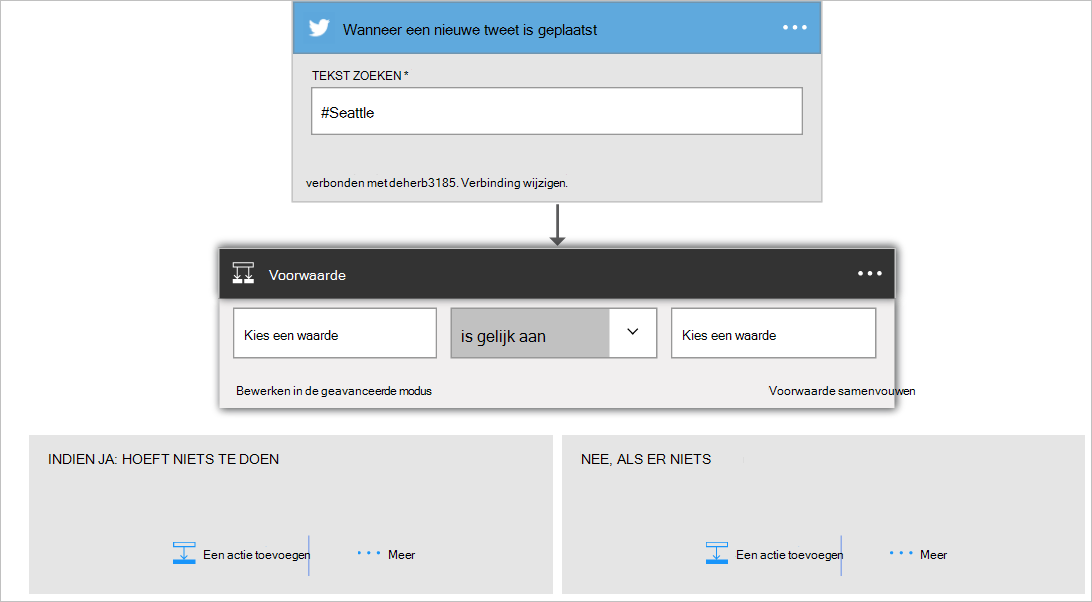 Wanneer een nieuwe tweet is geplaatst
TEKST ZOEKEN *
#Seattle
verbonden met deherb3185. Verbinding wijzigen.
Voorwaarde
Kies een waarde
is gelijk aan
Kies een waarde
Bewerken in de geavanceerde modus
Voorwaarde samenvouwen
INDIEN JA: HOEFT NIETS TE DOEN
NEE, ALS ER NIETS
Een actie toevoegen
Meer
Een actie toevoegen
Meer